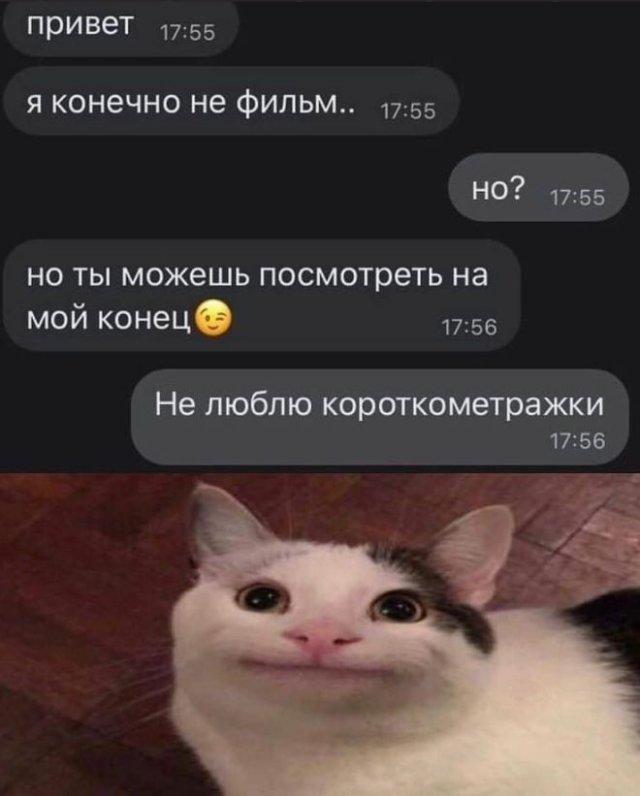 привет 17:55
я конечно не фильм.. 17:55
но? 17:55
но ты можешь посмотреть на
мой конец😉 17:56
Не люблю короткометражки
17:56